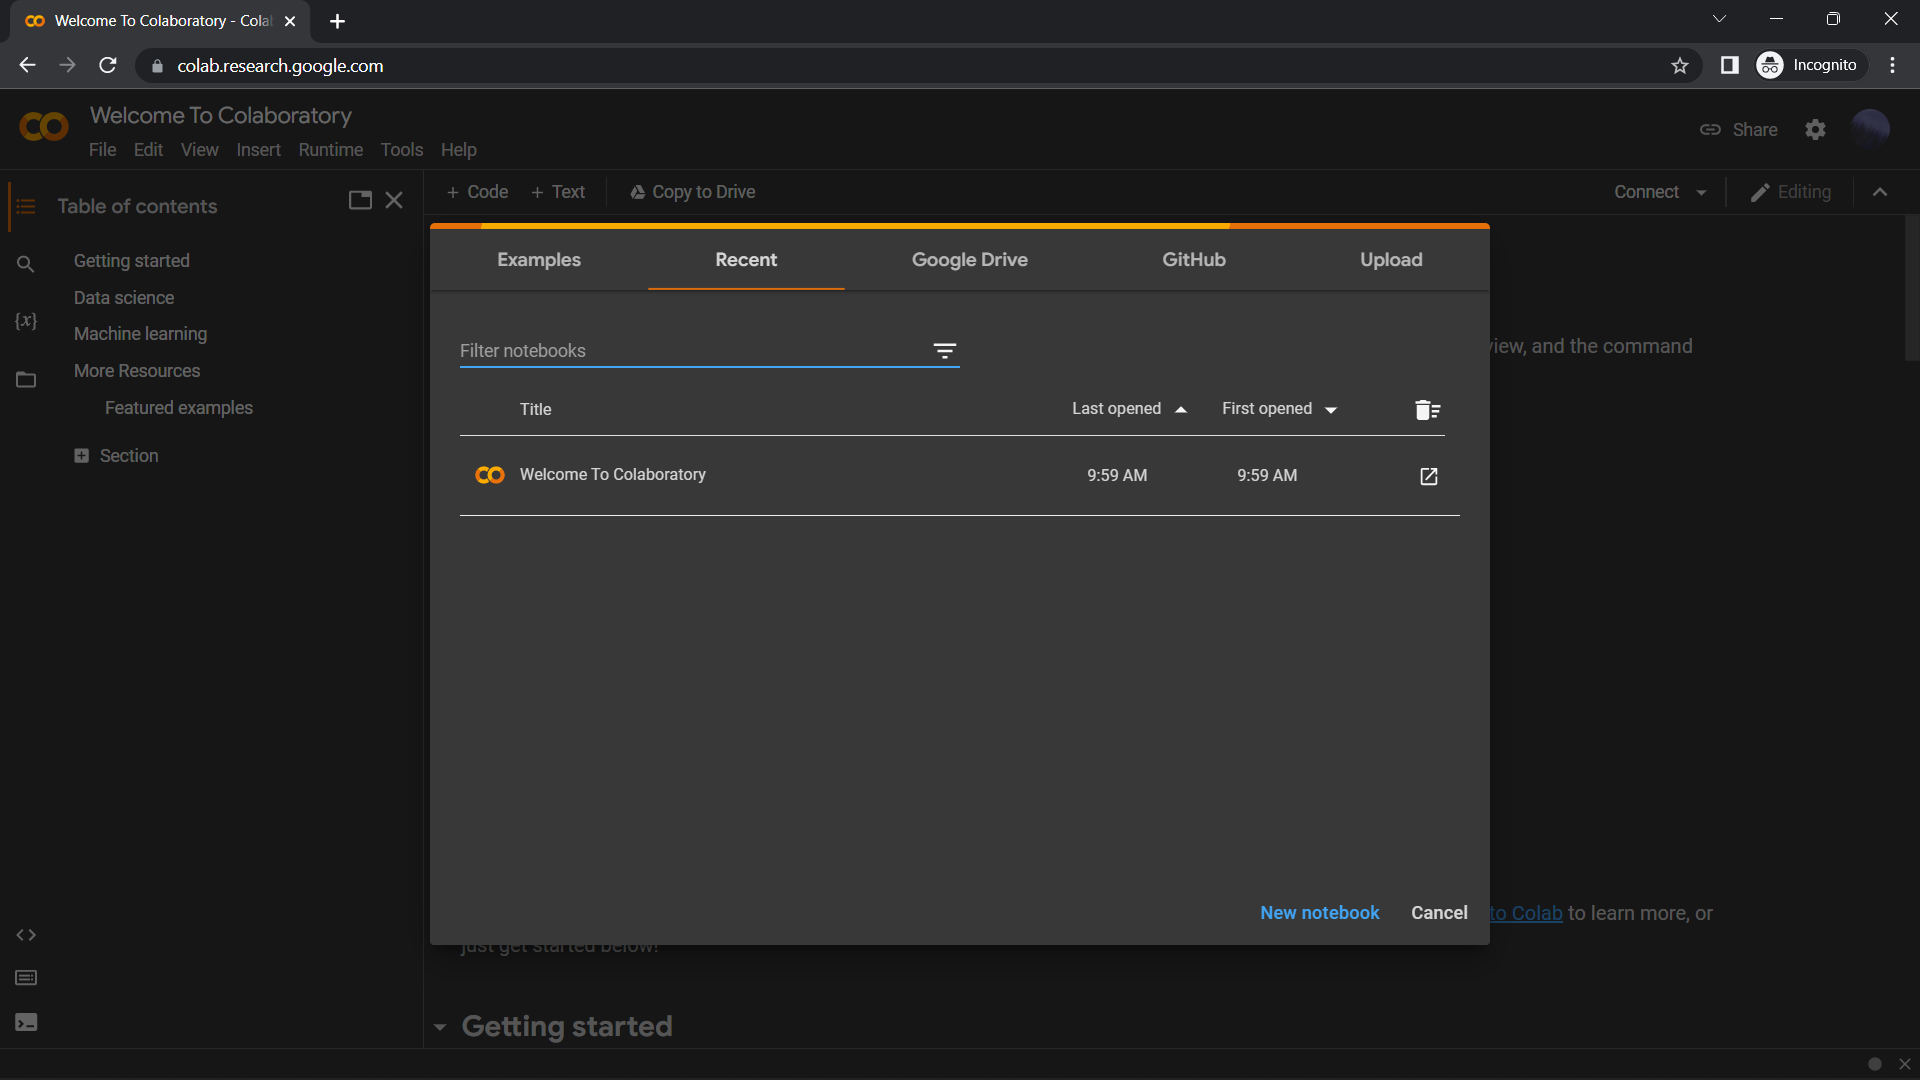 Welcome To Colaboratory - Cola
colab.research.google.com
Incognito
Welcome To Colaboratory
File Edit View Insert Runtime Tools Help
Share
Table of contents
+ Code + Text Copy to Drive
Connect
Editing
Getting started
Data science
Machine learning
More Resources
Featured examples
Section
Examples Recent Google Drive GitHub Upload
view, and the command
Filter notebooks
Title Last opened First opened
Welcome To Colaboratory 9:59 AM 9:59 AM
New notebook Cancel
to Colab to learn more, or
just get started below!
Getting started